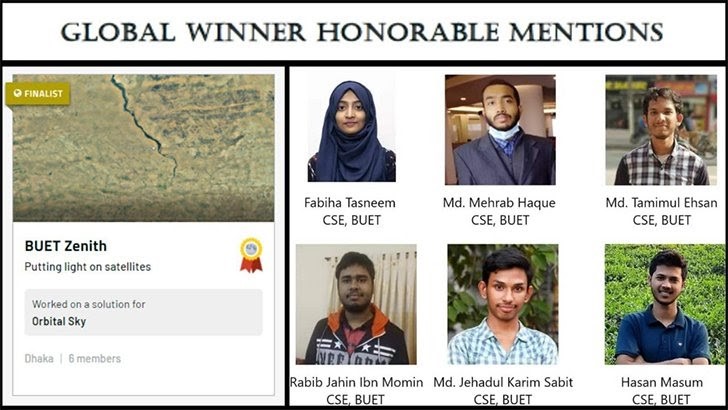 GLOBAL WINNER HONORABLE MENTIONS
FINALIST
BUET Zenith
Putting light on satellites
Worked on a solution for
Orbital Sky
Dhaka | 6 members
Fabiha Tasneem
CSE, BUET
Md. Mehrab Haque
CSE, BUET
Md. Tamimul Ehsan
CSE, BUET
Rabib Jahin Ibn Momin
CSE, BUET
Md. Jehadul Karim Sabit
CSE, BUET
Hasan Masum
CSE, BUET